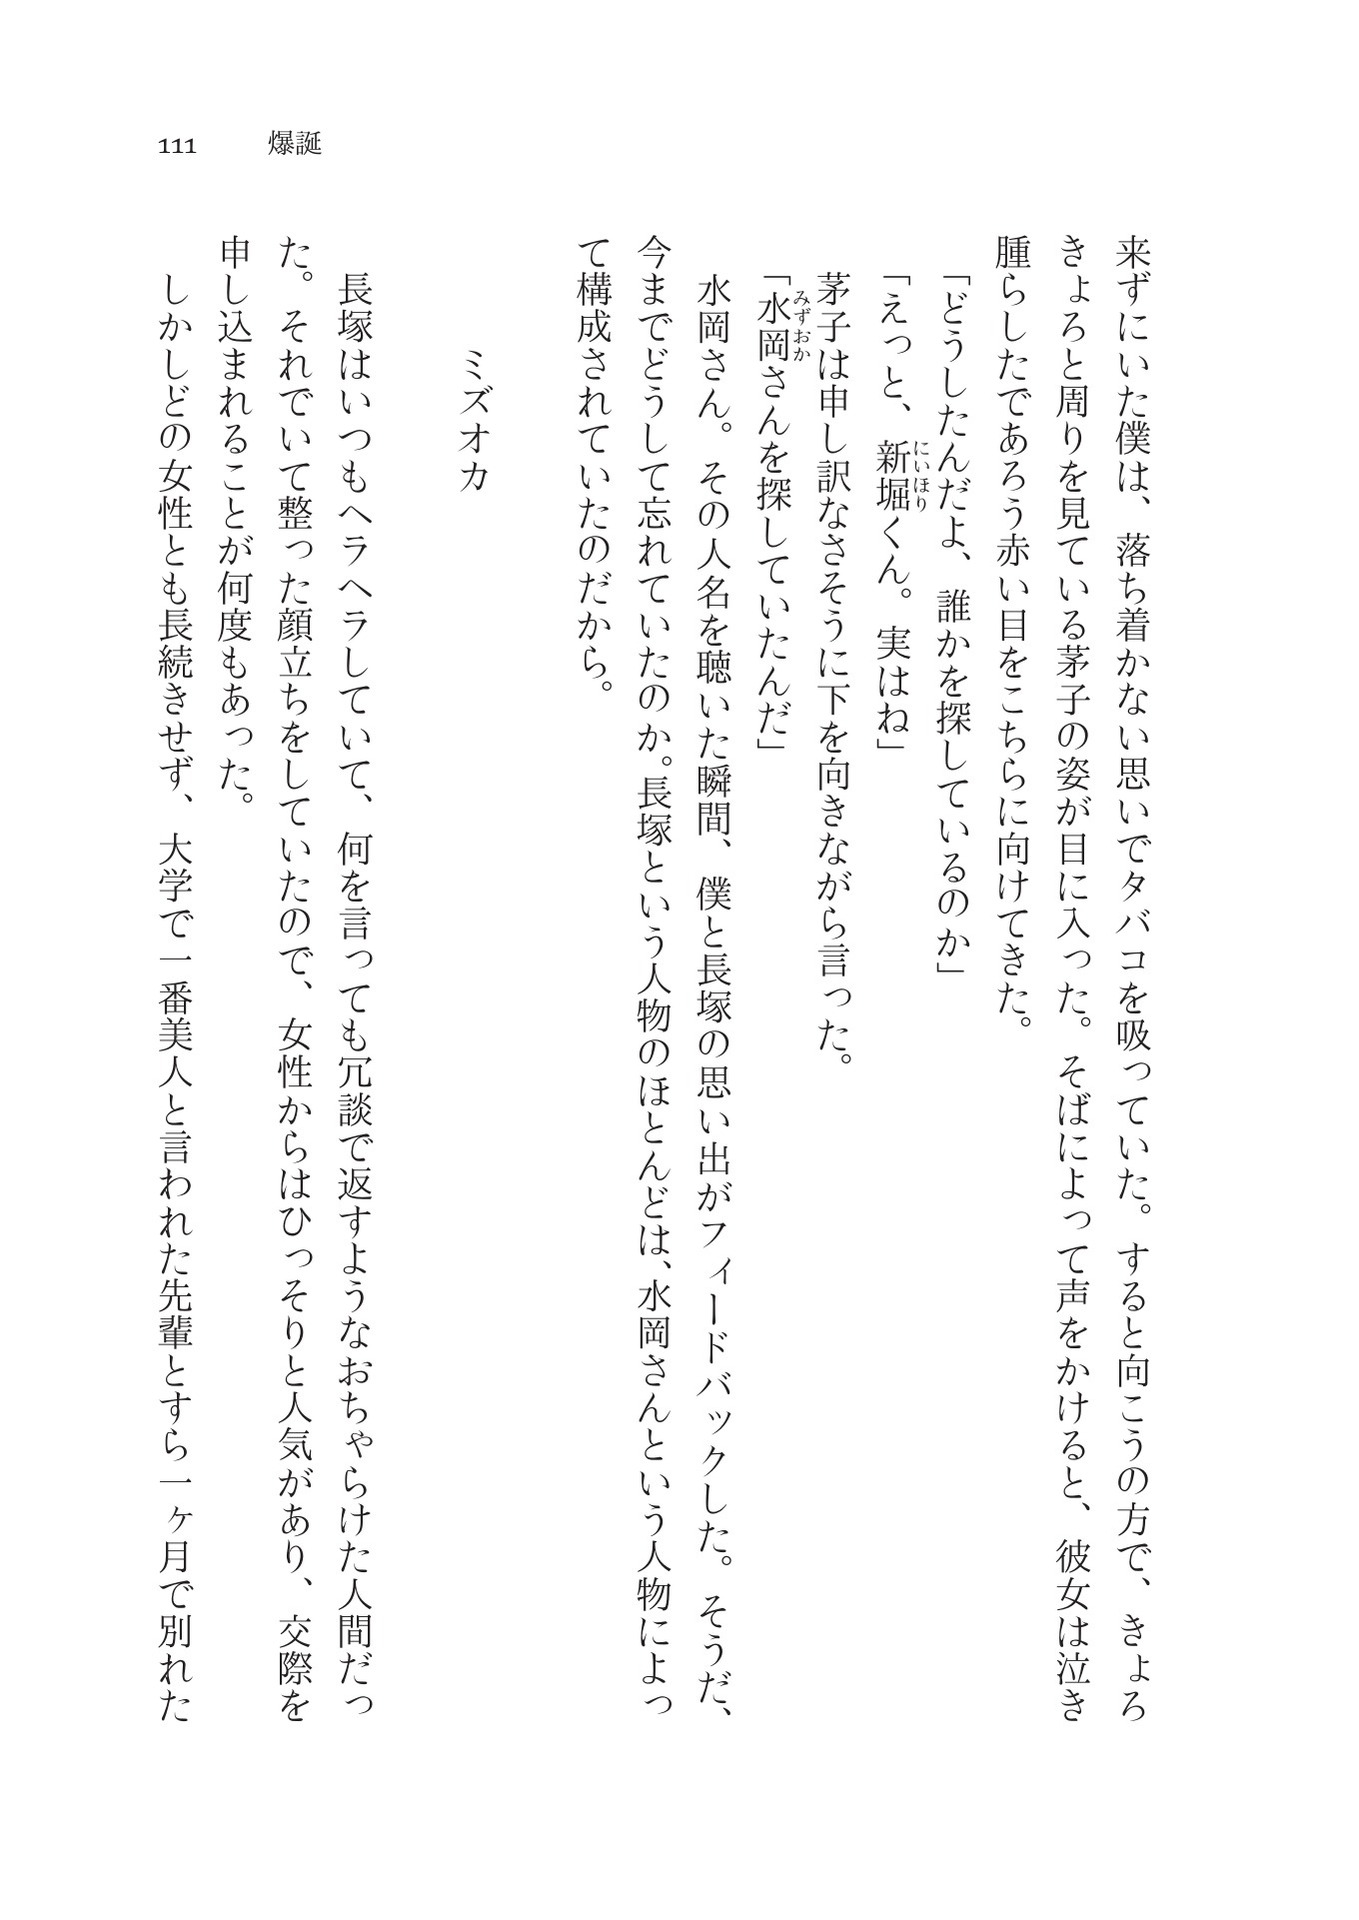 111
爆誕
来ずにいた僕は、落ち着かない思いでタバコを吸っていた。すると向こうの方で、きょろ
きょろと周りを見ている茅子の姿が目に入った。そばによって声をかけると、彼女は泣き
腫らしたであろう赤い目をこちらに向けてきた。
「どうしたんだよ、誰かを探しているのか」
「えっと、新堀くん。実はね」
にいほり
茅子は申し訳なさそうに下を向きながら言った。
「水岡さんを探していたんだ」
みずおか
水岡さん。その人名を聴いた瞬間、僕と長塚の思い出がフィードバックした。そうだ、
今までどうして忘れていたのか。長塚という人物のほとんどは、水岡さんという人物によっ
て構成されていたのだから。
ミズオカ
長塚はいつもヘラヘラしていて、何を言っても冗談で返すようなおちゃらけた人間だっ
た。それでいて整った顔立ちをしていたので、女性からはひっそりと人気があり、交際を
申し込まれることが何度もあった。
しかしどの女性とも長続きせず、大学で一番美人と言われた先輩とすら一ヶ月で別れた